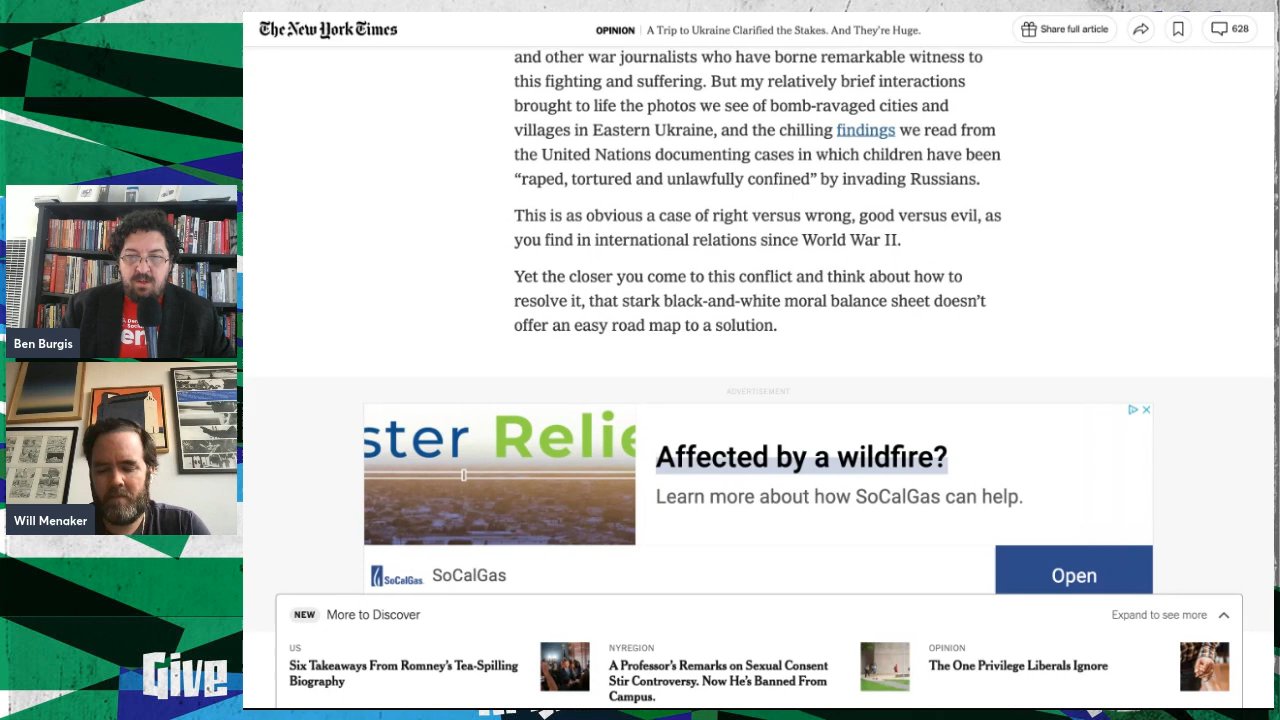 The New York Times
OPINION | A Trip to Ukraine Clarified the Stakes. And They're Huge.
Share full article
628
and other war journalists who have borne remarkable witness to
this fighting and suffering. But my relatively brief interactions
brought to life the photos we see of bomb-ravaged cities and
villages in Eastern Ukraine, and the chilling findings we read from
the United Nations documenting cases in which children have been
“raped, tortured and unlawfully confined” by invading Russians.
This is as obvious a case of right versus wrong, good versus evil, as
you find in international relations since World War II.
Yet the closer you come to this conflict and think about how to
resolve it, that stark black-and-white moral balance sheet doesn’t
offer an easy road map to a solution.
Ben Burgis
Will Menaker
Give
ADVERTISEMENT
ster Relie
Affected by a wildfire?
Learn more about how SoCalGas can help.
SoCalGas
SoCalGas
Open
NEW More to Discover
Expand to see more
US
Six Takeaways From Romney’s Tea-Spilling
Biography
NYREGION
A Professor’s Remarks on Sexual Consent
Stir Controversy. Now He’s Banned From
Campus.
OPINION
The One Privilege Liberals Ignore